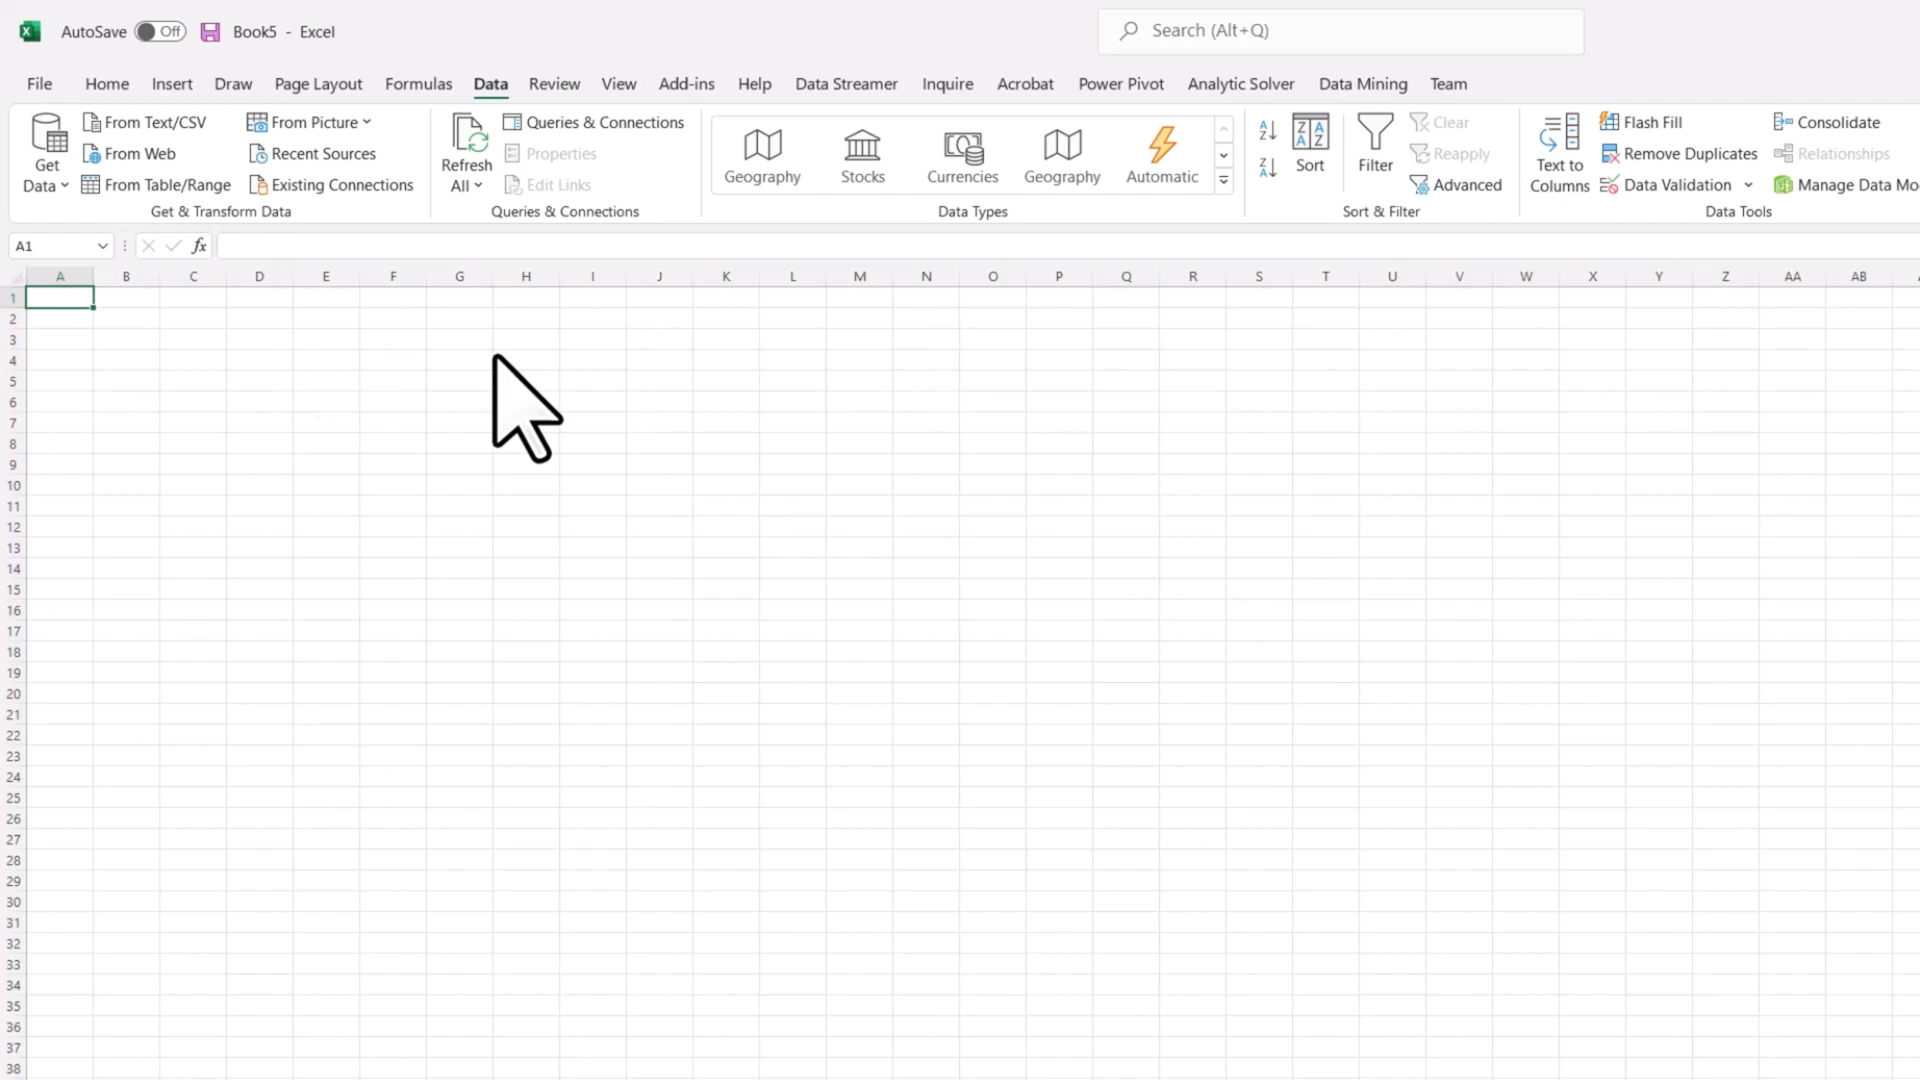 AutoSave Off Book5 - Excel Search (Alt+Q)
File Home Insert Draw Page Layout Formulas Data Review View Add-ins Help Data Streamer Inquire Acrobat Power Pivot Analytic Solver Data Mining Team
Get Data
From Text/CSV
From Web
From Table/Range
From Picture
Recent Sources
Existing Connections
Get & Transform Data
Refresh All
Queries & Connections
Properties
Edit Links
Queries & Connections
Geography Stocks Currencies Geography Automatic
Data Types
A Z
Z A
Z A A Z
Sort
Filter
Clear
Reapply
Advanced
Sort & Filter
Text to Columns
Flash Fill
Remove Duplicates
Data Validation
Consolidate
Relationships
Manage Data Mo
Data Tools
A1 fx
A B C D E F G H I J K L M N O P Q R S T U V W X Y Z AA AB
1
2
3
4
5
6
7
8
9
10
11
12
13
14
15
16
17
18
19
20
21
22
23
24
25
26
27
28
29
30
31
32
33
34
35
36
37
38